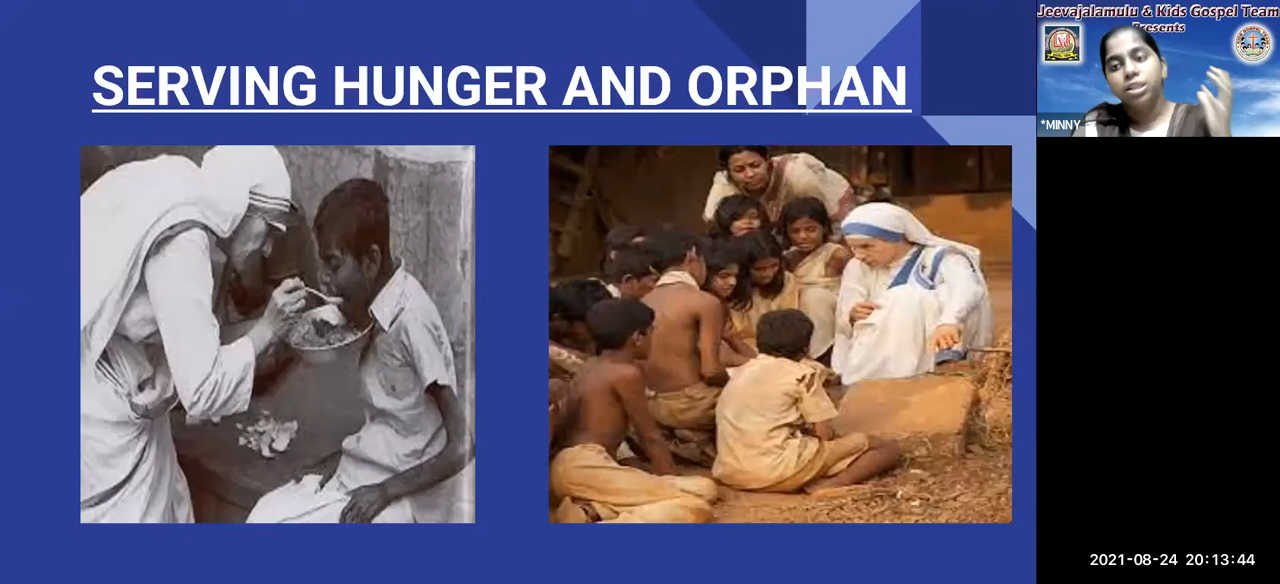 SERVING HUNGER AND ORPHAN
Jeevajalamulu & Kids Gospel Team
Presents
*MINNY
2021-08-24 20:13:44